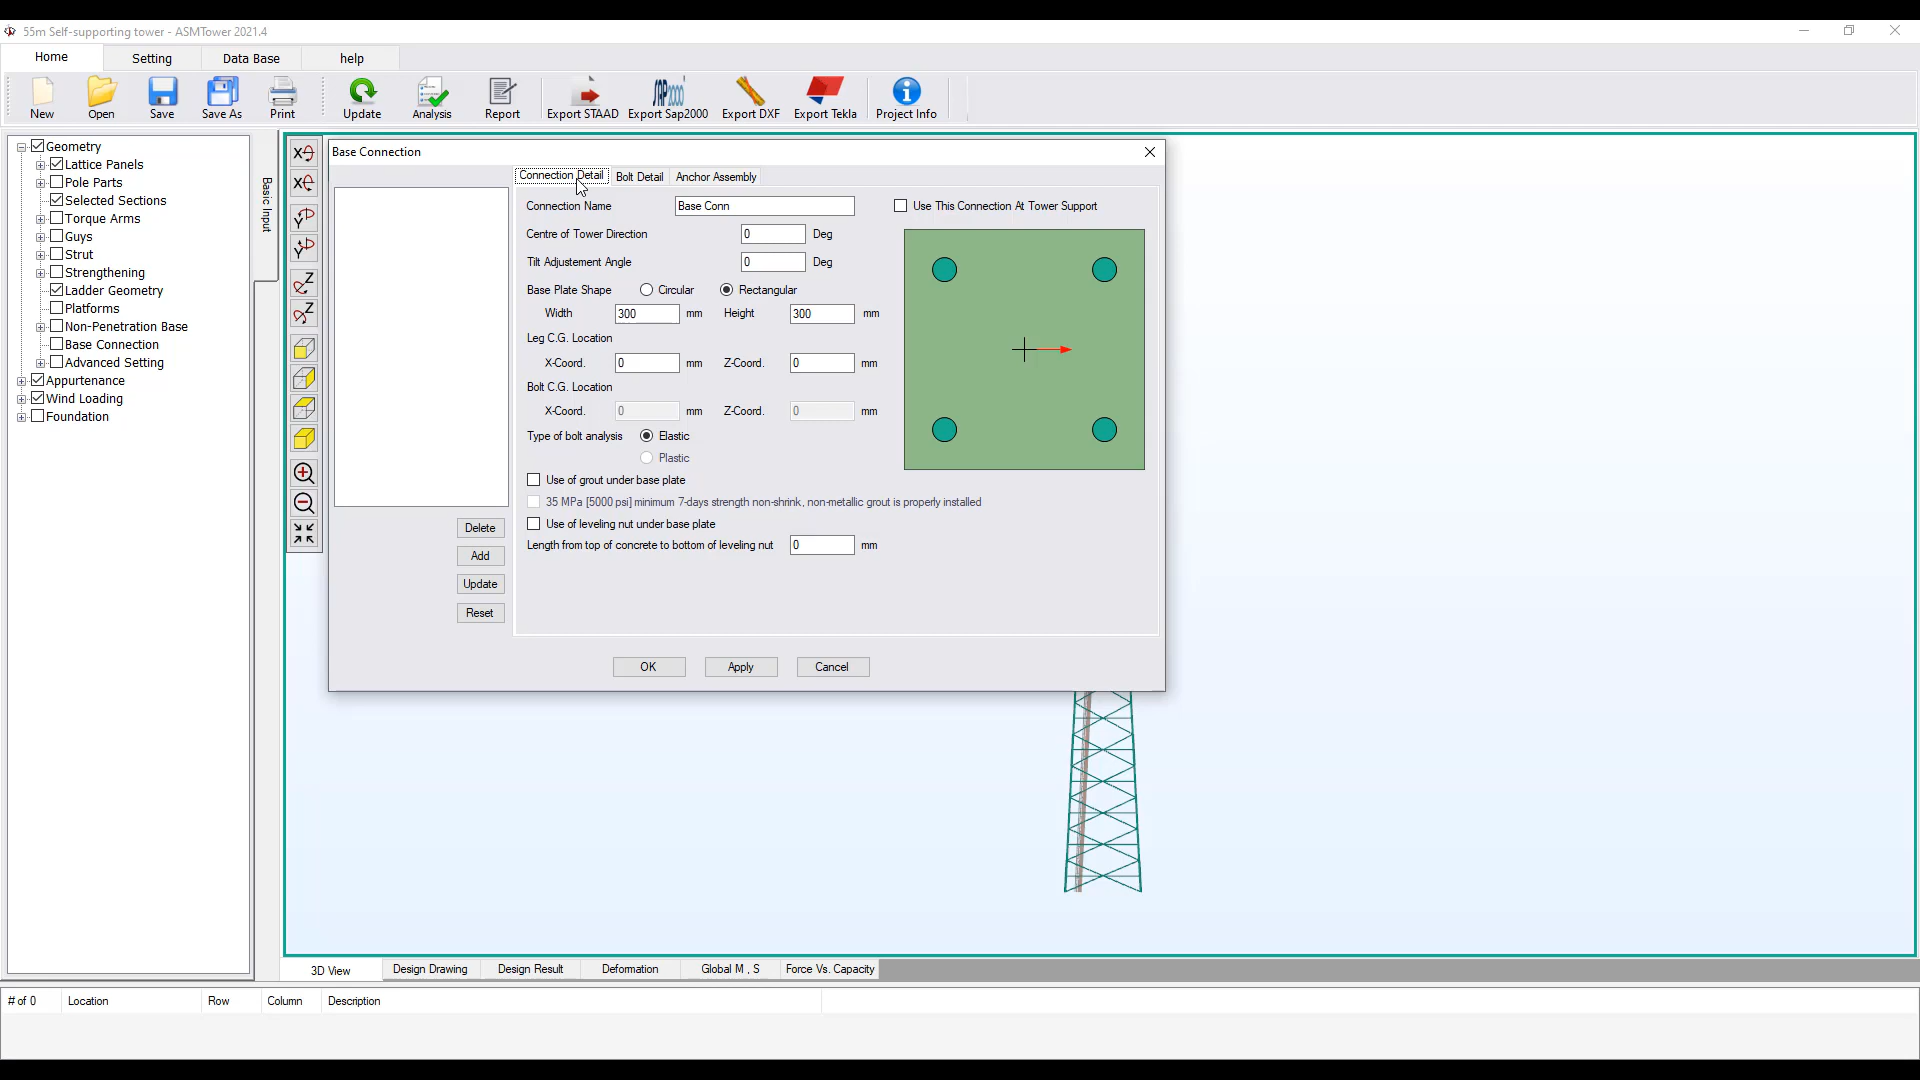 55m Self-supporting tower - ASMTower 2021.4
Home Setting Data Base help
New Open Save Save As Print Update Analysis Report Export STAAD Export Sap2000 Export DXF Export Tekla Project Info
SAP2000
Geometry
Lattice Panels
Pole Parts
Selected Sections
Torque Arms
Guys
Strut
Strengthening
Ladder Geometry
Platforms
Non-Penetration Base
Base Connection
Advanced Setting
Appurtenance
Wind Loading
Foundation
Basic Input
X
X
Y
Y
Z
Z
Base Connection
Connection Detail Bolt Detail Anchor Assembly
Connection Name Base Conn Use This Connection At Tower Support
Centre of Tower Direction 0 Deg
Tilt Adjustement Angle 0 Deg
Base Plate Shape Circular Rectangular
Width 300 mm Height 300 mm
Leg C.G. Location
X-Coord. 0 mm Z-Coord. 0 mm
Bolt C.G. Location
X-Coord. 0 mm Z-Coord. 0 mm
Type of bolt analysis Elastic
Plastic
Use of grout under base plate
35 MPa [5000 psi] minimum 7-days strength non-shrink, non-metallic grout is properly installed
Use of leveling nut under base plate
Length from top of concrete to bottom of leveling nut 0 mm
Delete
Add
Update
Reset
OK Apply Cancel
3D View Design Drawing Design Result Deformation Global M , S Force Vs. Capacity
# of 0 Location Row Column Description